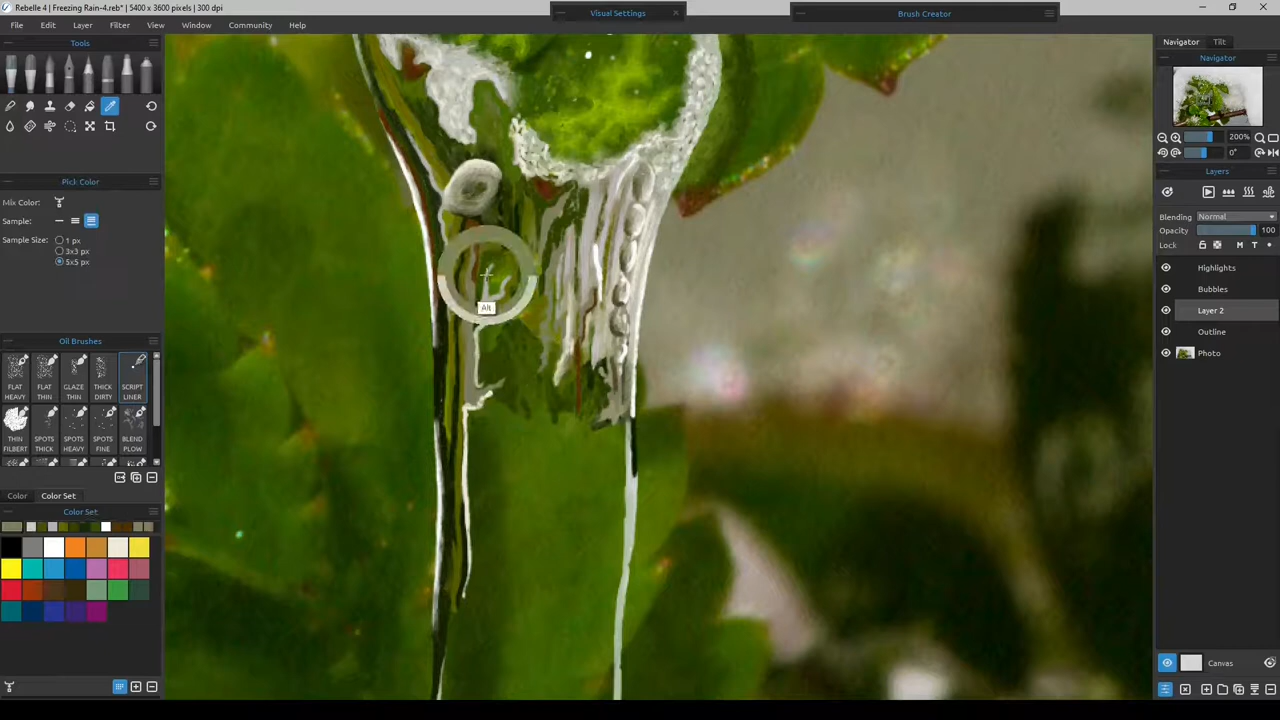 Rebelle 4 | Freezing Rain-4.reb* | 5400 x 3600 pixels | 300 dpi
Visual Settings
Brush Creator
File Edit Layer Filter View Window Community Help
Tools
Navigator Tilt
Navigator
200%
0°
Pick Color
Mix Color:
Sample:
Sample Size: 1 px
3x3 px
5x5 px
Layers
Blending Normal
Opacity 100
Lock M T
Highlights
Bubbles
Layer 2
Outline
Photo
Alt
Oil Brushes
FLAT HEAVY
FLAT THIN
GLAZE THIN
THICK DIRTY
SCRIPT LINER
THIN FILBERT
SPOTS THICK
SPOTS HEAVY
SPOTS FINE
BLEND PLOW
Color Color Set
Color Set
Canvas